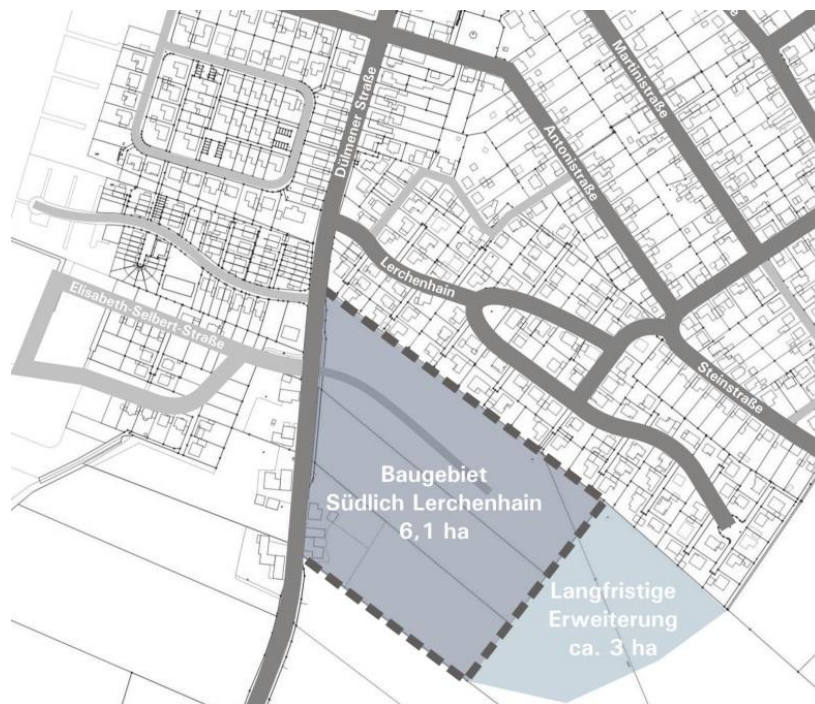 Dülmener Straße
Martinistraße
Antonistraße
Lerchenhain
Elisabeth-Selbert-Straße
Steinstraße
Baugebiet
Südlich Lerchenhain
6,1 ha
Langfristige
Erweiterung
ca. 3 ha